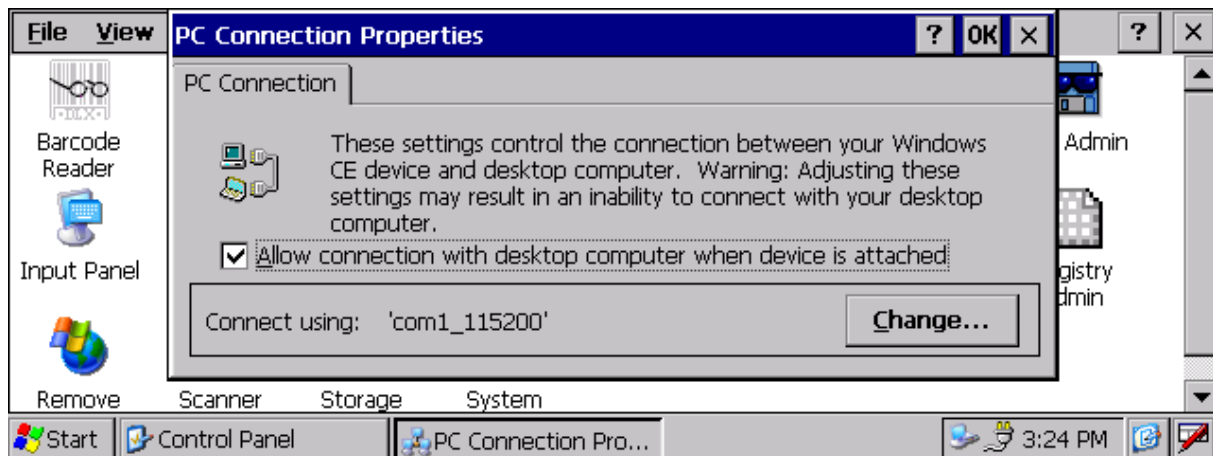 File View
PC Connection Properties ? OK ×
? ×
PC Connection
DLX
Barcode
Reader
Input Panel
Remove
These settings control the connection between your Windows
CE device and desktop computer. Warning: Adjusting these
settings may result in an inability to connect with your desktop
computer.
Allow connection with desktop computer when device is attached
Connect using: 'com1_115200'
Change...
Admin
gistry
dmin
Scanner
Storage
System
Start
Control Panel
PC Connection Pro...
3:24 PM